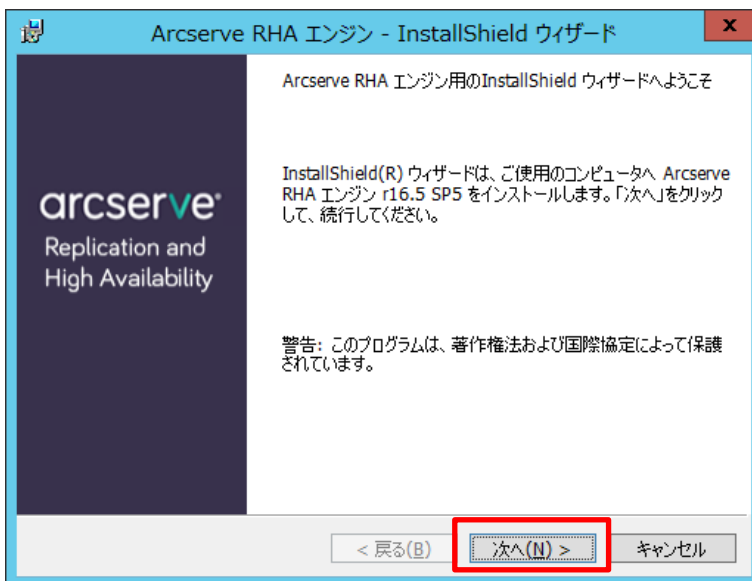 Arcserve RHA エンジン - InstallShield ウィザード
x
Arcserve RHA エンジン用のInstallShield ウィザードへようこそ
InstallShield(R) ウィザードは、ご使用のコンピュータへ Arcserve
RHA エンジン r16.5 SP5 をインストールします。「次へ」をクリック
して、続行してください。
arcserve
Replication and
High Availability
警告: このプログラムは、著作権法および国際協定によって保護
されています。
< 戻る(B)
次へ(N) >
キャンセル